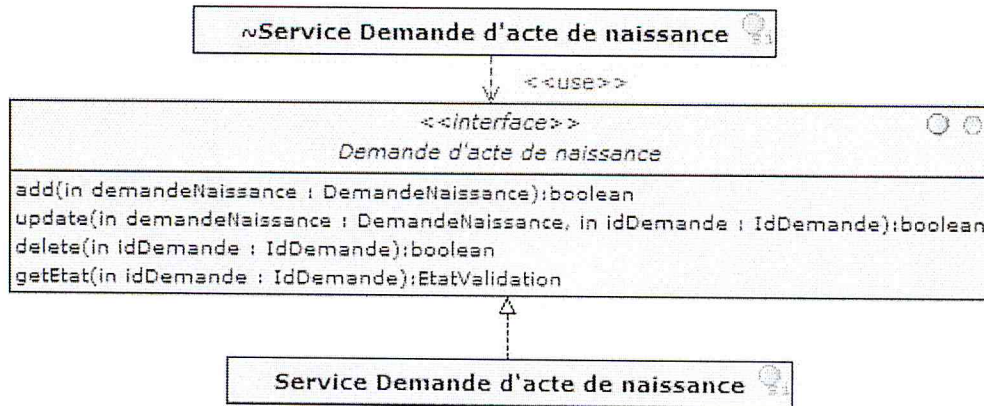 ~Service Demande d'acte de naissance
<<use>>
<<interface>>
Demande d'acte de naissance
add(in demandeNaissance : DemandeNaissance):boolean
update(in demandeNaissance : DemandeNaissance, in idDemande : IdDemande):boolean
delete(in idDemande : IdDemande):boolean
getEtat(in idDemande : IdDemande):EtatValidation
Service Demande d'acte de naissance